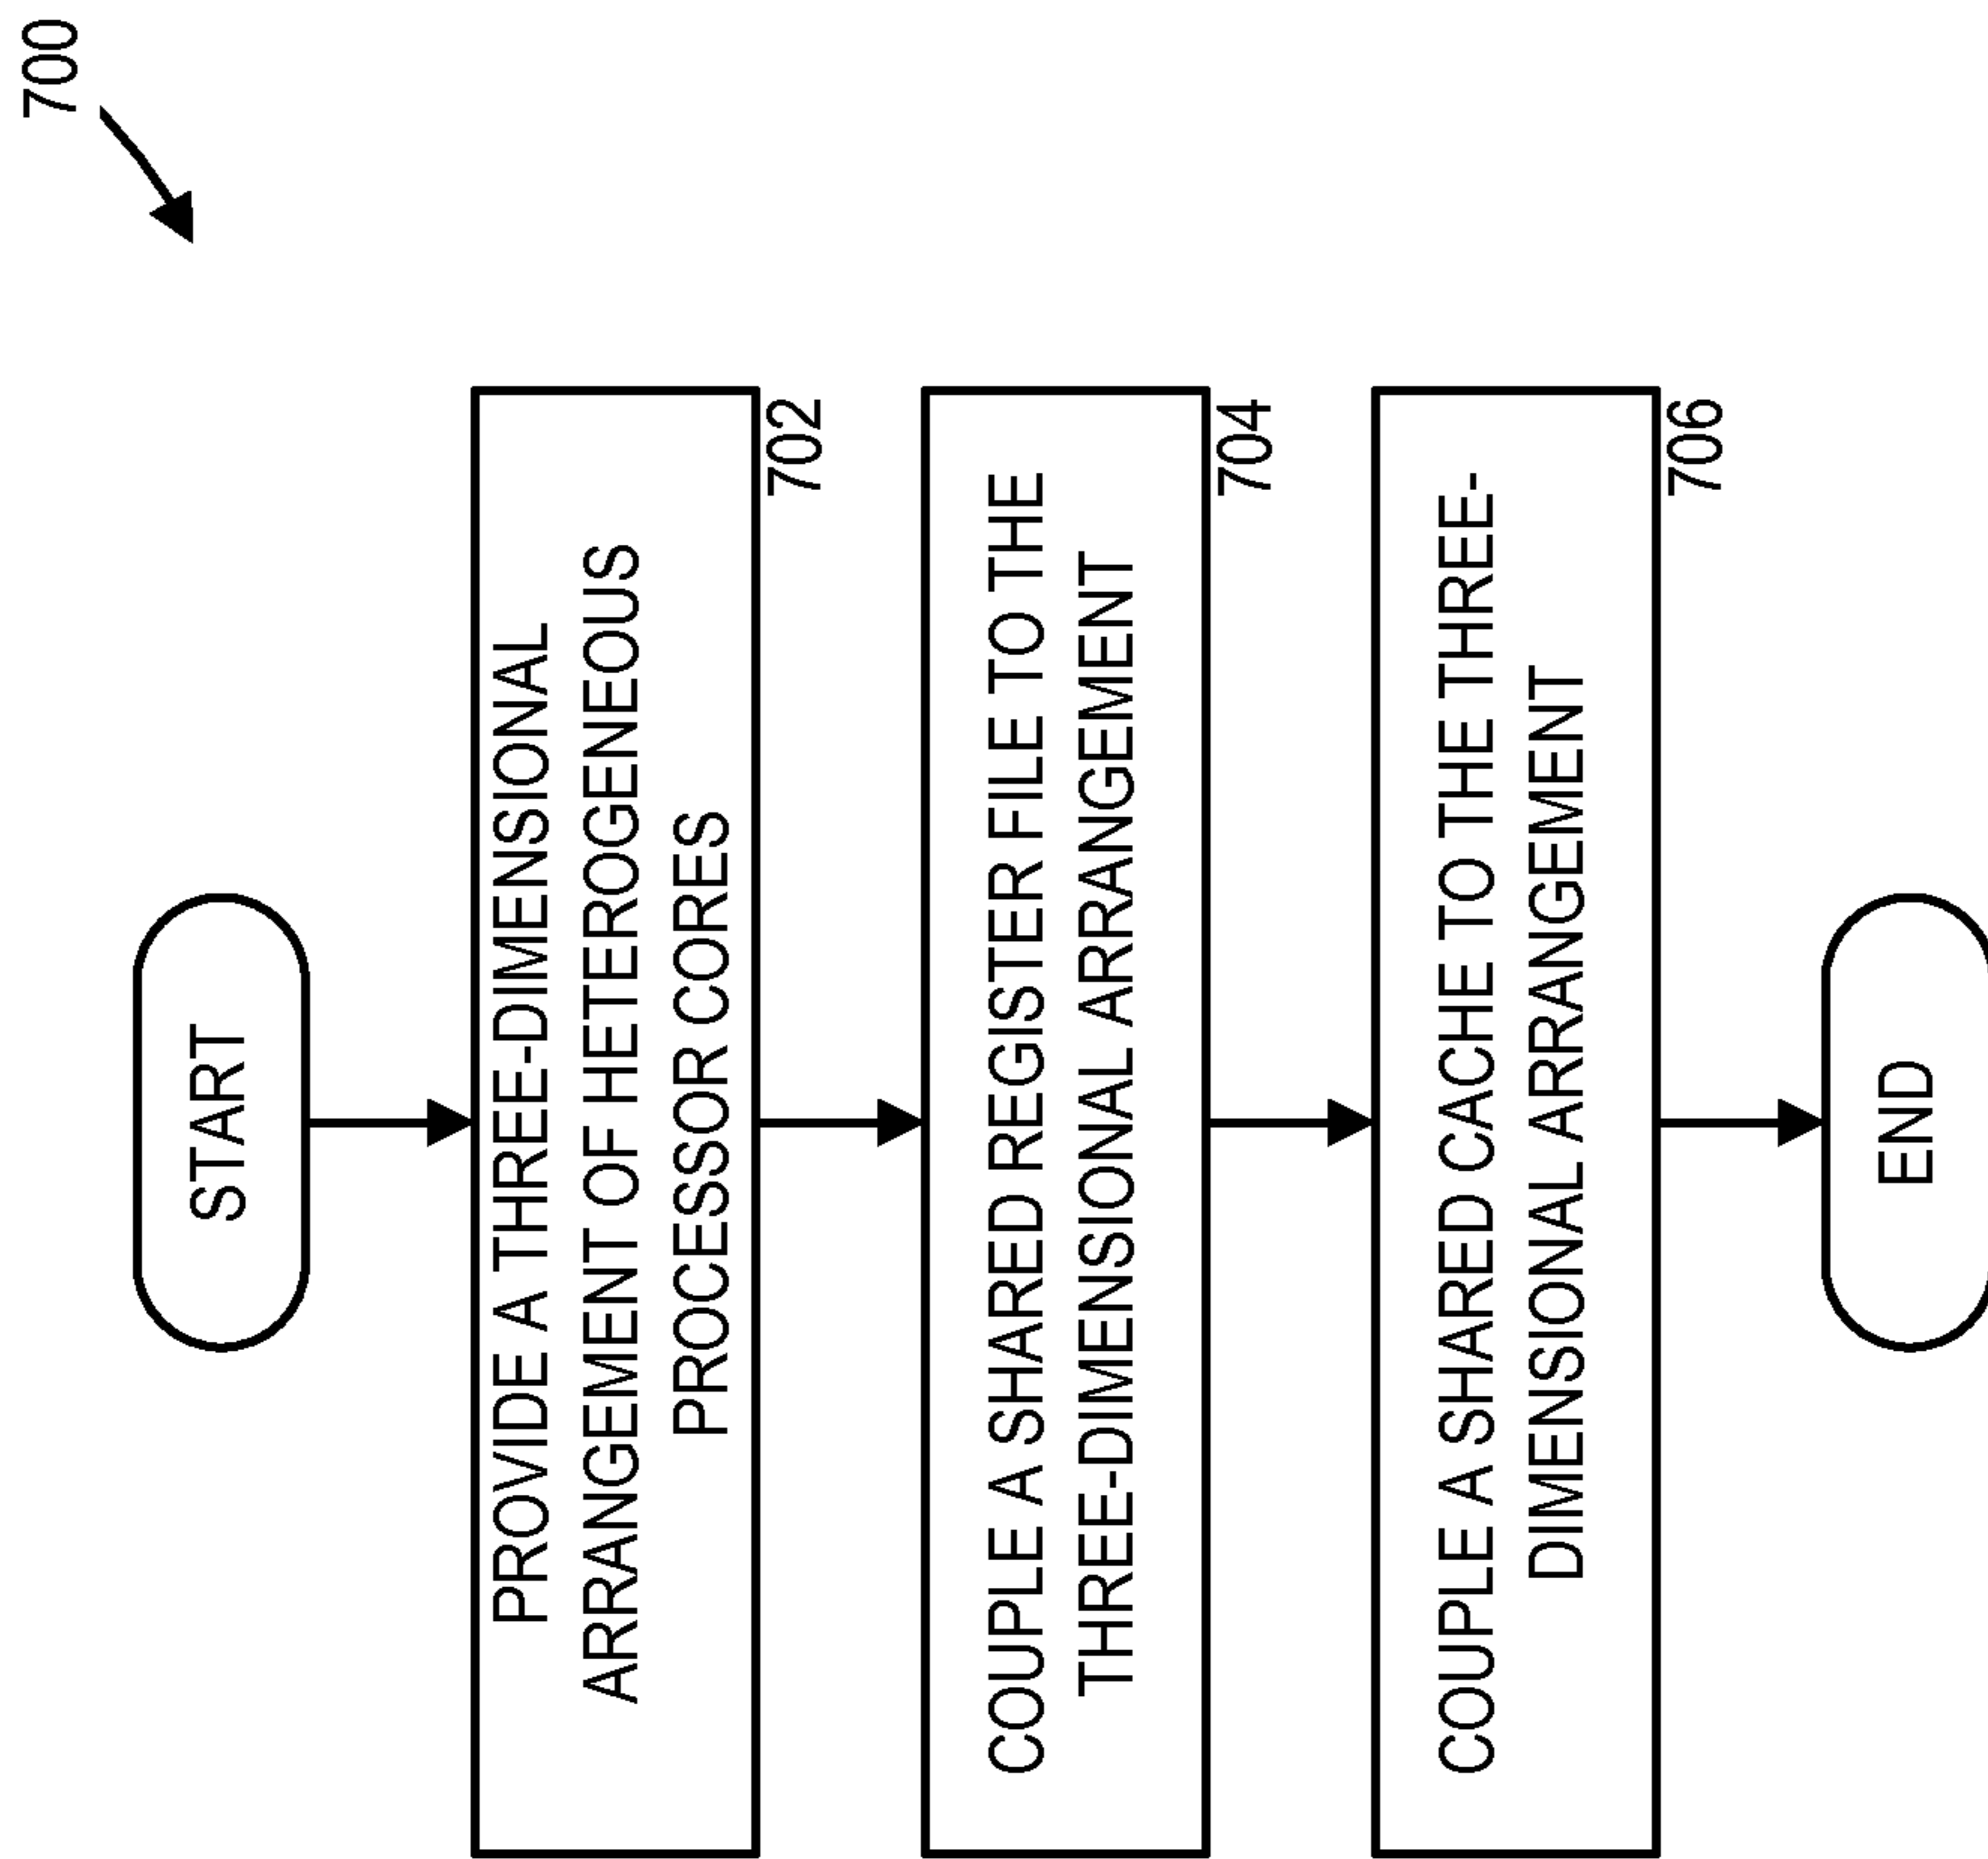 700
START
PROVIDE A THREE-DIMENSIONAL
ARRANGEMENT OF HETEROGENEOUS
PROCESSOR CORES
702
COUPLE A SHARED REGISTER FILE TO THE
THREE-DIMENSIONAL ARRANGEMENT
704
COUPLE A SHARED CACHE TO THE THREE-
DIMENSIONAL ARRANGEMENT
706
END